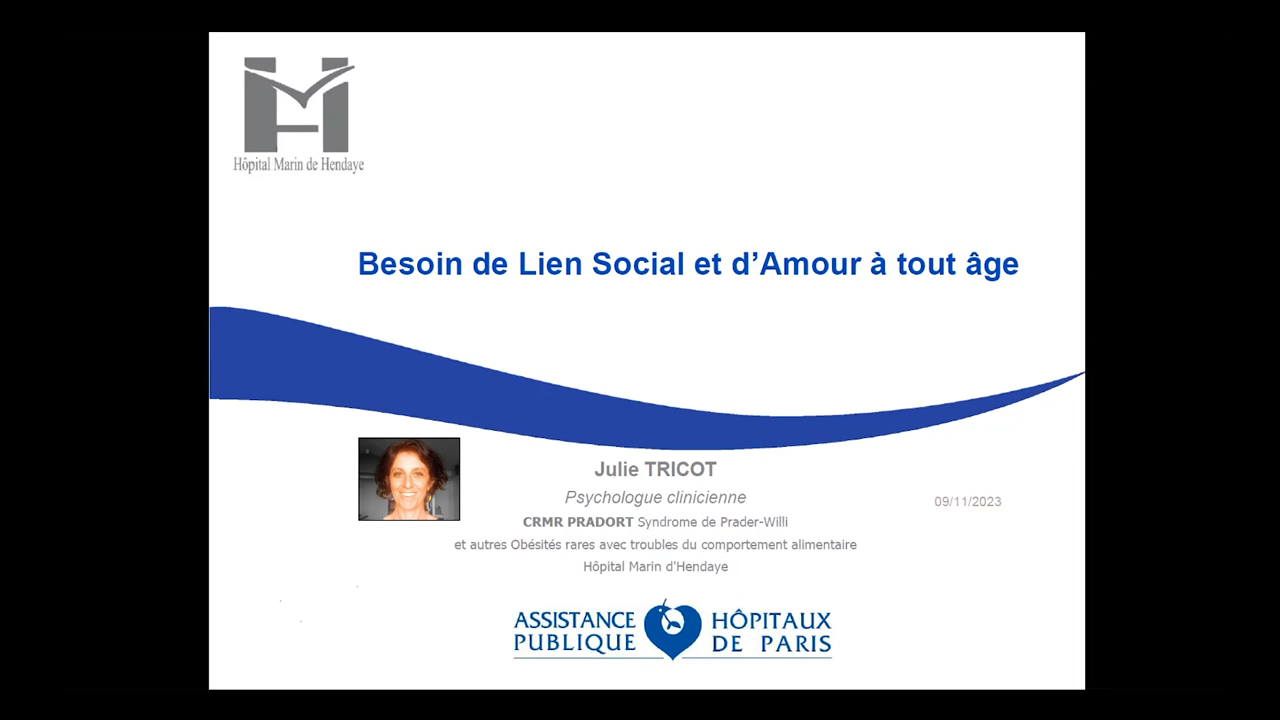 Hôpital Marin de Hendaye
Besoin de Lien Social et d’Amour à tout âge
Julie TRICOT
Psychologue clinicienne
09/11/2023
CRMR PRADORT Syndrome de Prader-Willi
et autres Obésités rares avec troubles du comportement alimentaire
Hôpital Marin d'Hendaye
ASSISTANCE PUBLIQUE
HÔPITAUX DE PARIS